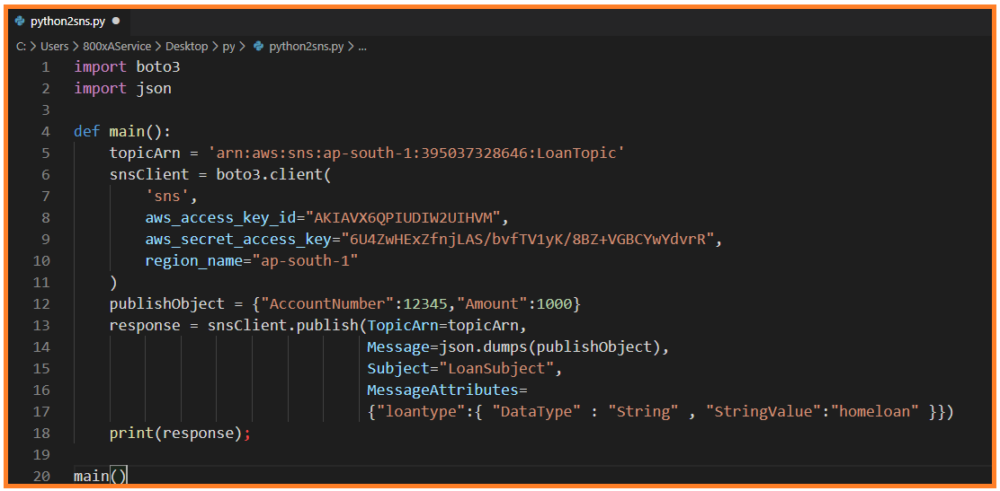 python2sns.py ●
C: > Users > 800xAService > Desktop > py > python2sns.py > ...
1 import boto3
2 import json
3
4 def main():
5     topicArn = 'arn:aws:sns:ap-south-1:395037328646:LoanTopic'
6     snsClient = boto3.client(
7         'sns',
8         aws_access_key_id="AKIAVX6QPIUDIW2UIHVM",
9         aws_secret_access_key="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",
10         region_name="ap-south-1"
11     )
12     publishObject = {"AccountNumber":12345,"Amount":1000}
13     response = snsClient.publish(TopicArn=topicArn,
14                                  Message=json.dumps(publishObject),
15                                  Subject="LoanSubject",
16                                  MessageAttributes=
17                                  {"loantype":{ "DataType" : "String" , "StringValue":"homeloan" }})
18     print(response);
19
20 main()